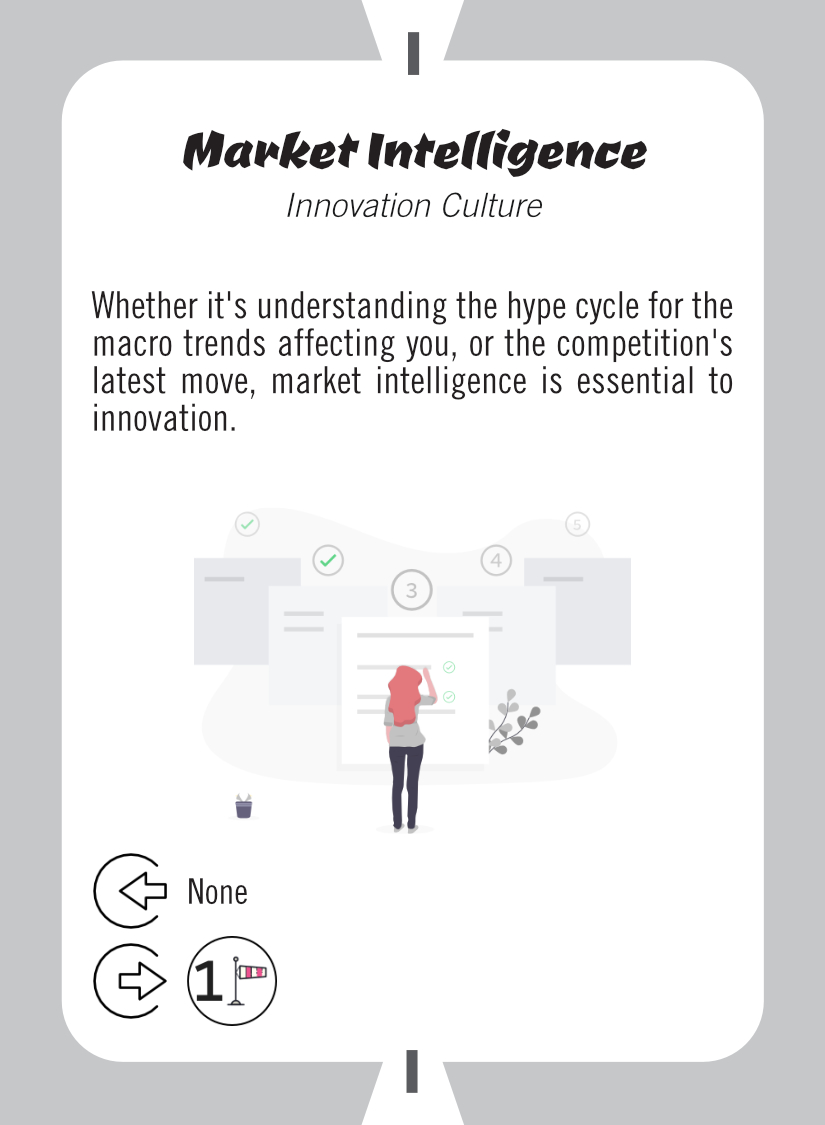 Market Intelligence
Innovation Culture
Whether it's understanding the hype cycle for the
macro trends affecting you, or the competition's
latest move, market intelligence is essential to
innovation.
5
4
3
None
1